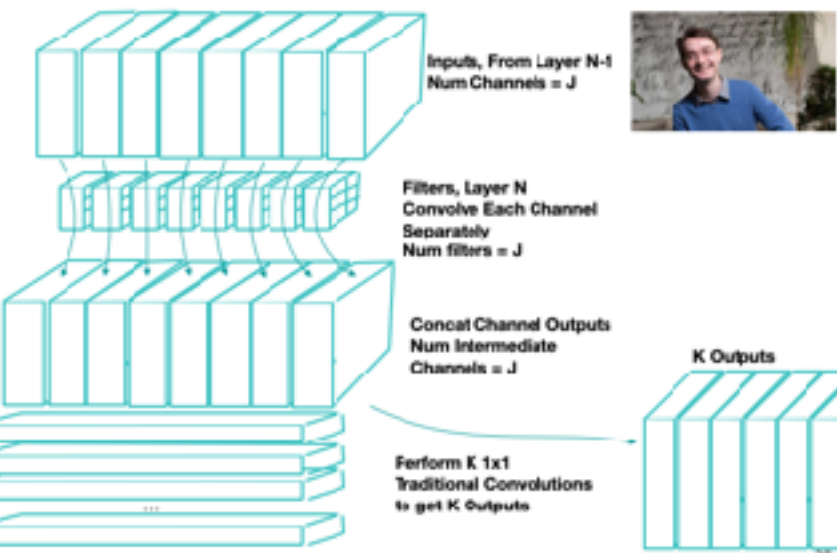 Inputs, From Layer N-1
Num Channels = J
Filters, Layer N
Convolve Each Channel
Separately
Num filters = J
Concat Channel Outputs
Num Intermediate
Channels = J
K Outputs
Ferform K 1x1
Traditional Convolutions
to get K Outputs
...